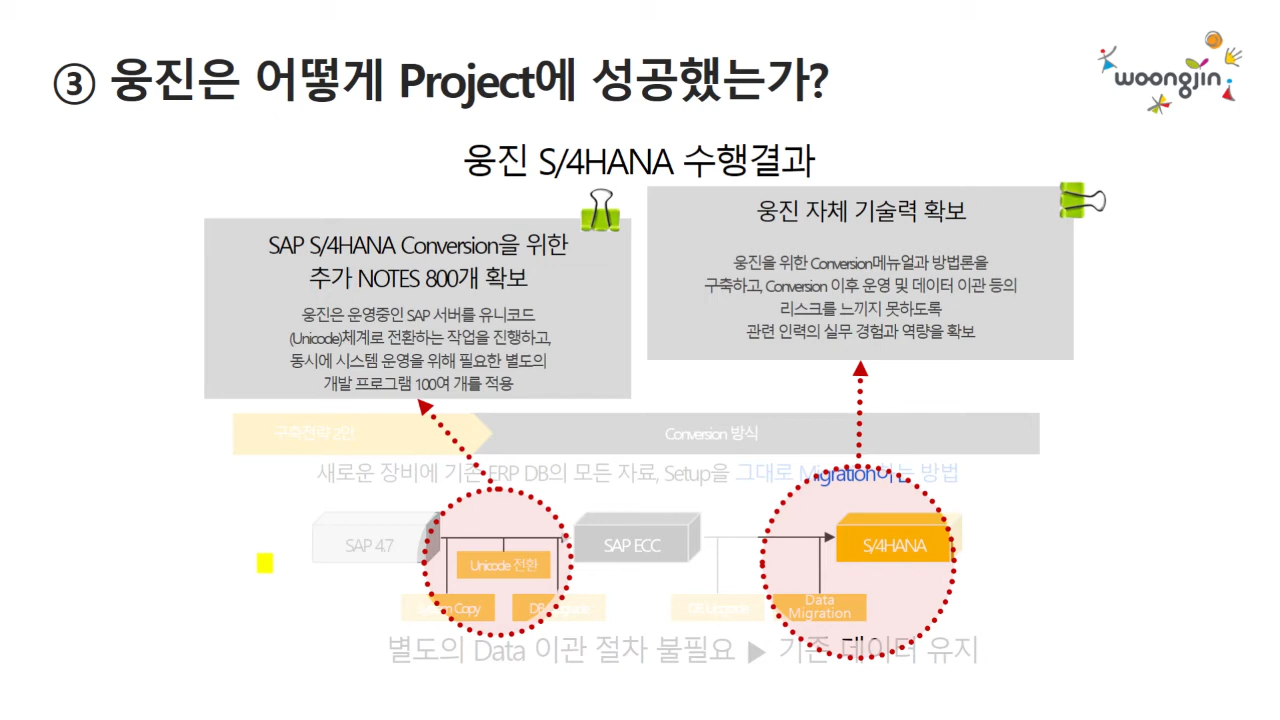 ③ 웅진은 어떻게 Project에 성공했는가?
woongjin
웅진 S/4HANA 수행결과
SAP S/4HANA Conversion을 위한
추가 NOTES 800개 확보
웅진은 운영중인 SAP 서버를 유니코드
(Unicode)체계로 전환하는 작업을 진행하고,
동시에 시스템 운영을 위해 필요한 별도의
개발 프로그램 100여 개를 적용
웅진 자체 기술력 확보
웅진을 위한 Conversion메뉴얼과 방법론을
구축하고, Conversion 이후 운영 및 데이터 이관 등의
리스크를 느끼지 못하도록
관련 인력의 실무 경험과 역량을 확보
구축전략 2안
Conversion 방식
새로운 장비에 기존 ERP DB의 모든 자료, Setup을 그대로 Migration하는 방법
SAP 4.7
SAP ECC
S/4HANA
Unicode 전환
Copy
DB Upgrade
DB Upgrade
Data
Migration
별도의 Data 이관 절차 불필요 ▶ 기존 데이터 유지